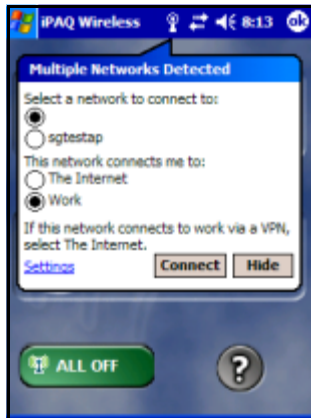 iPAQ Wireless 8:13 ok
Multiple Networks Detected
Select a network to connect to:
sgtestap
This network connects me to:
The Internet
Work
If this network connects to work via a VPN,
select The Internet.
Settings Connect Hide
ALL OFF ?